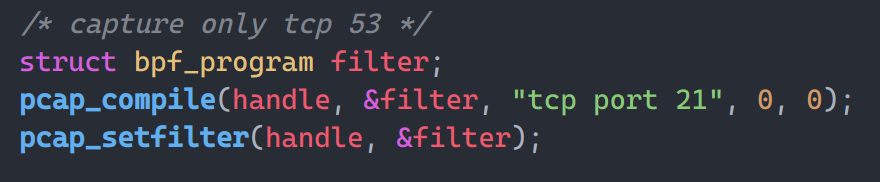 /* capture only tcp 53 */
struct bpf_program filter;
pcap_compile(handle, &filter, "tcp port 21", 0, 0);
pcap_setfilter(handle, &filter);